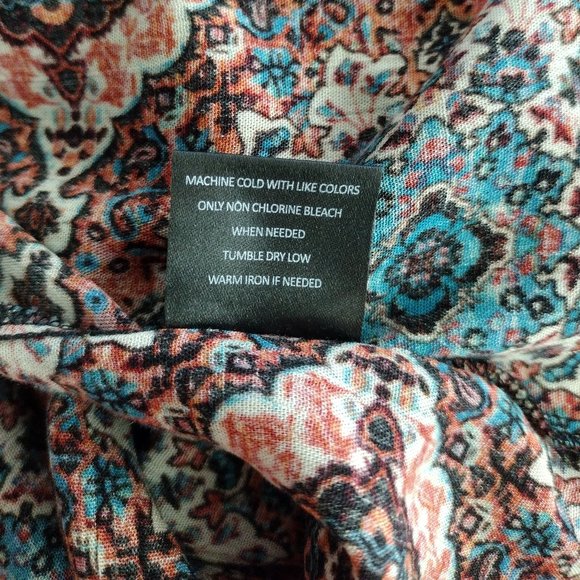 MACHINE COLD WITH LIKE COLORS
ONLY NON CHLORINE BLEACH
WHEN NEEDED
TUMBLE DRY LOW
WARM IRON IF NEEDED